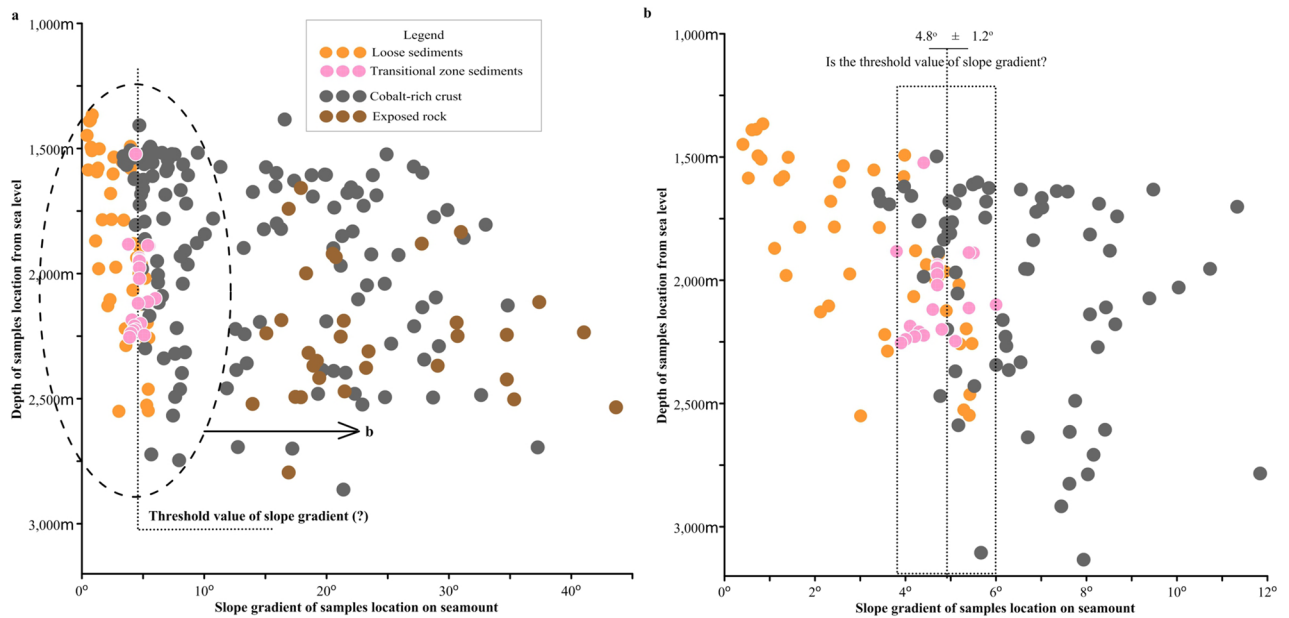 a
Legend
Loose sediments
Transitional zone sediments
Cobalt-rich crust
Exposed rock
1,000m
1,500m
2,000m
2,500m
3,000m
Depth of samples location from sea level
b
Threshold value of slope gradient (?)
0° 10° 20° 30° 40°
Slope gradient of samples location on seamount
b
4.8° ± 1.2°
Is the threshold value of slope gradient?
1,000m
1,500m
2,000m
2,500m
3,000m
Depth of samples location from sea level
0° 2° 4° 6° 8° 10° 12°
Slope gradient of samples location on seamount